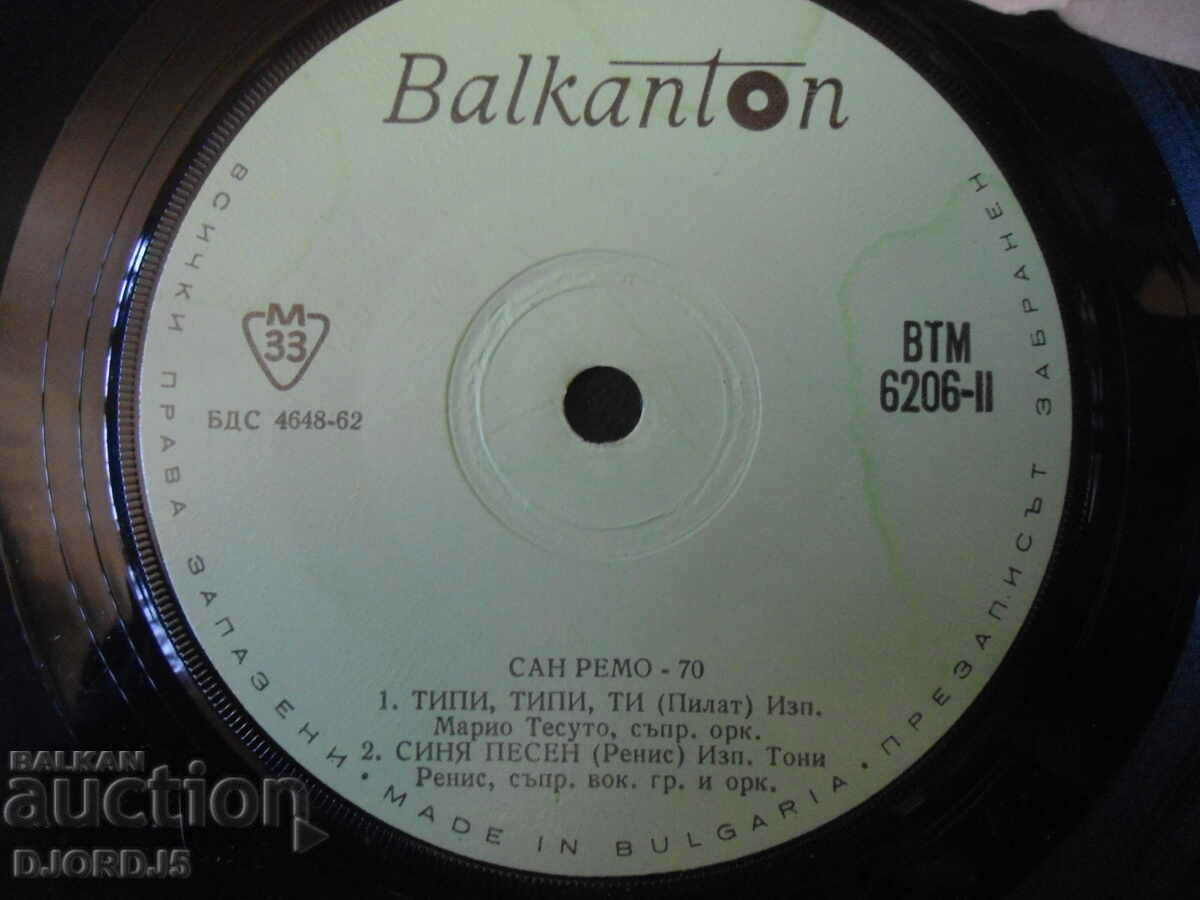 Balkanton
ВСИЧКИ ПРАВА ЗАПАЗЕНИ • MADE IN BULGARIA • ПРЕЗАПИСЪТ ЗАБРАНЕН
М
33
БДС 4648-62
ВТМ
6206-II
САН РЕМО - 70
1. ТИПИ, ТИПИ, ТИ (Пилат) Изп.
Марио Тесуто, съпр. орк.
2. СИНЯ ПЕСЕН (Ренис) Изп. Тони
Ренис, съпр. вок. гр. и орк.
BALKAN
auction
DJORDJ5